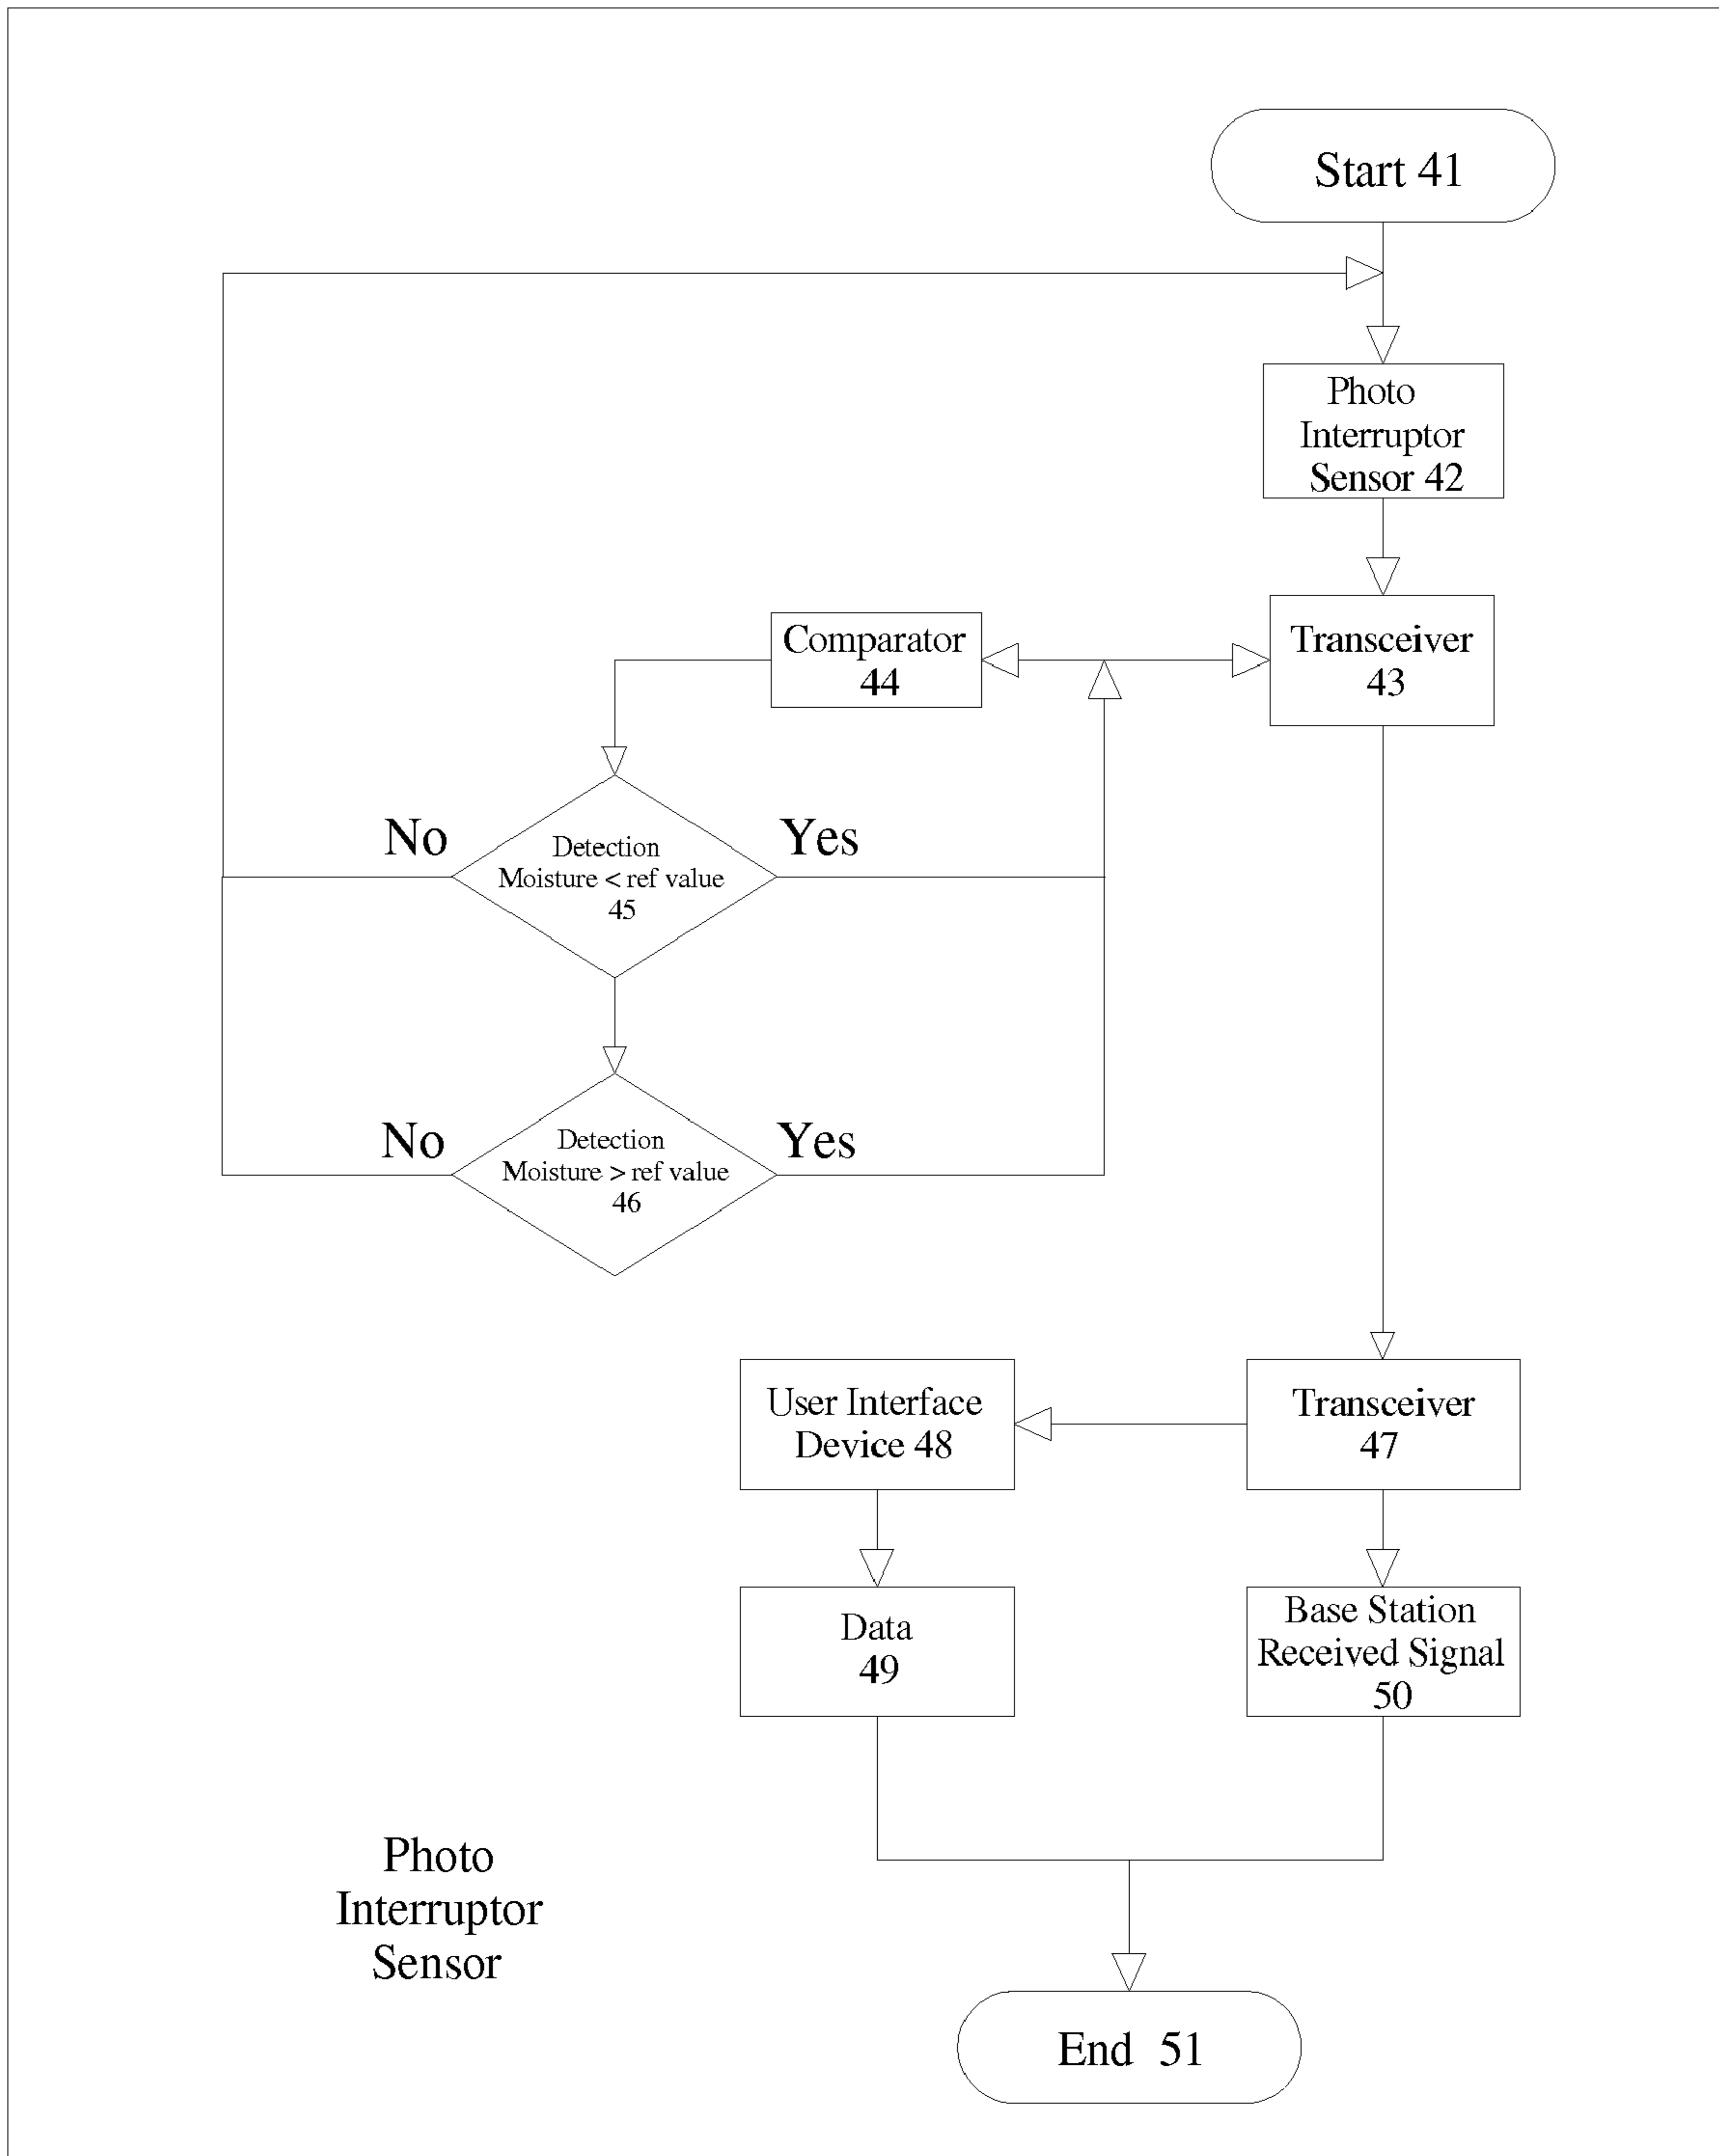 Start 41
Photo
Interruptor
Sensor 42
Comparator
44
Transceiver
43
No
Yes
Detection
Moisture < ref value
45
No
Yes
Detection
Moisture > ref value
46
User Interface
Device 48
Transceiver
47
Data
49
Base Station
Received Signal
50
Photo
Interruptor
Sensor
End 51